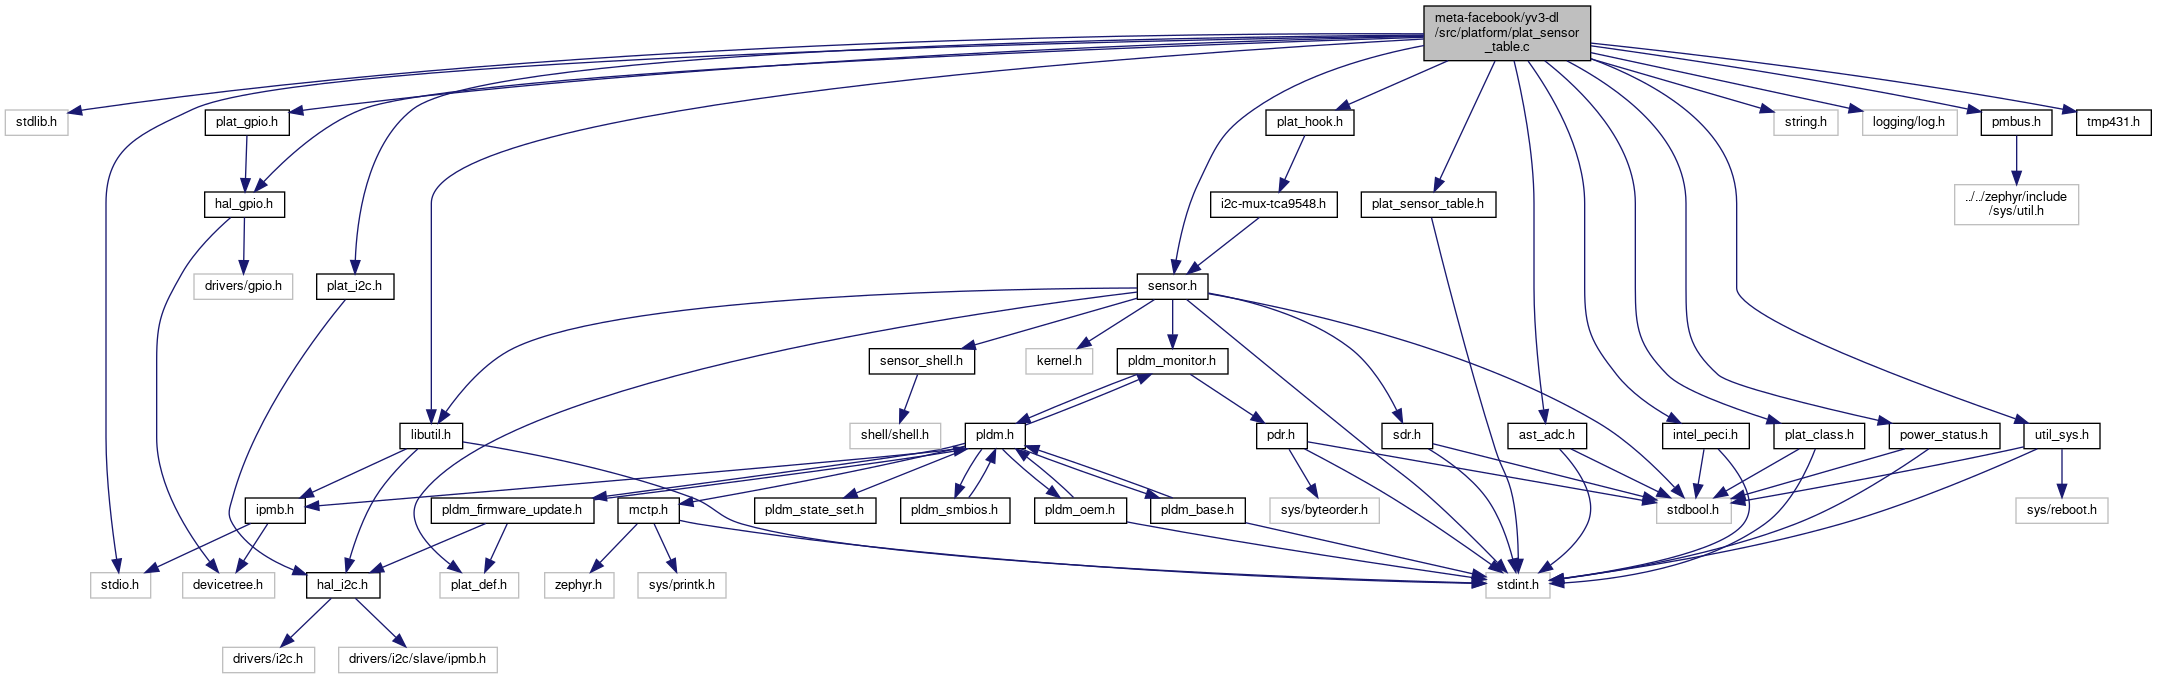 meta-facebook/yv3-dl
/src/platform/plat_sensor
_table.c
stdlib.h
plat_gpio.h
plat_hook.h
string.h
logging/log.h
pmbus.h
tmp431.h
hal_gpio.h
i2c-mux-tca9548.h
plat_sensor_table.h
../../zephyr/include
/sys/util.h
drivers/gpio.h
plat_i2c.h
sensor.h
sensor_shell.h
kernel.h
pldm_monitor.h
libutil.h
shell/shell.h
pldm.h
pdr.h
sdr.h
ast_adc.h
intel_peci.h
plat_class.h
power_status.h
util_sys.h
ipmb.h
pldm_firmware_update.h
mctp.h
pldm_state_set.h
pldm_smbios.h
pldm_oem.h
pldm_base.h
sys/byteorder.h
stdbool.h
sys/reboot.h
stdio.h
devicetree.h
hal_i2c.h
plat_def.h
zephyr.h
sys/printk.h
stdint.h
drivers/i2c.h
drivers/i2c/slave/ipmb.h